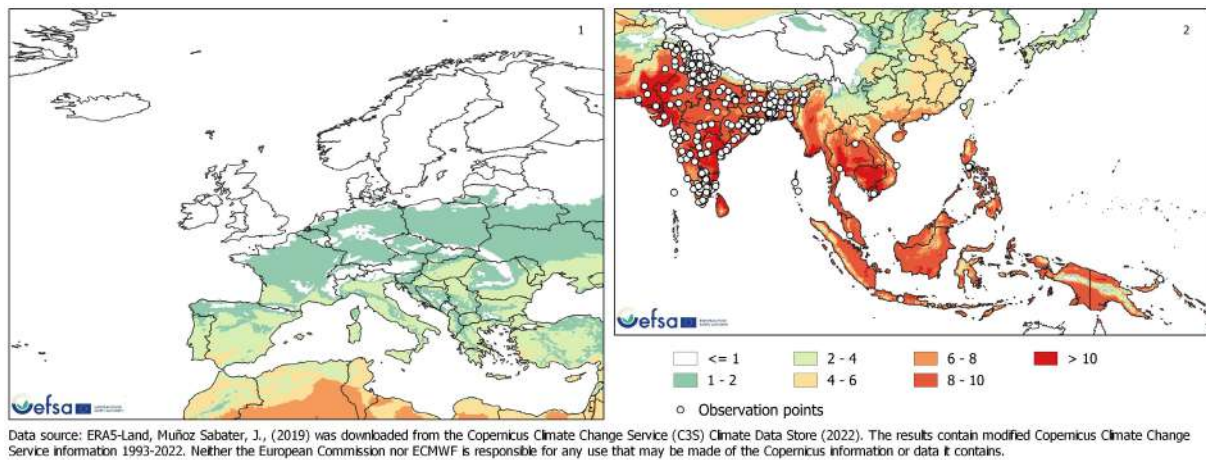 1
2
efsa
efsa
<= 1
2 - 4
6 - 8
> 10
1 - 2
4 - 6
8 - 10
Observation points
Data source: ERA5-Land, Muñoz Sabater, J., (2019) was downloaded from the Copernicus Climate Change Service (C3S) Climate Data Store (2022). The results contain modified Copernicus Climate Change
Service information 1993-2022. Neither the European Commission nor ECMWF is responsible for any use that may be made of the Copernicus information or data it contains.